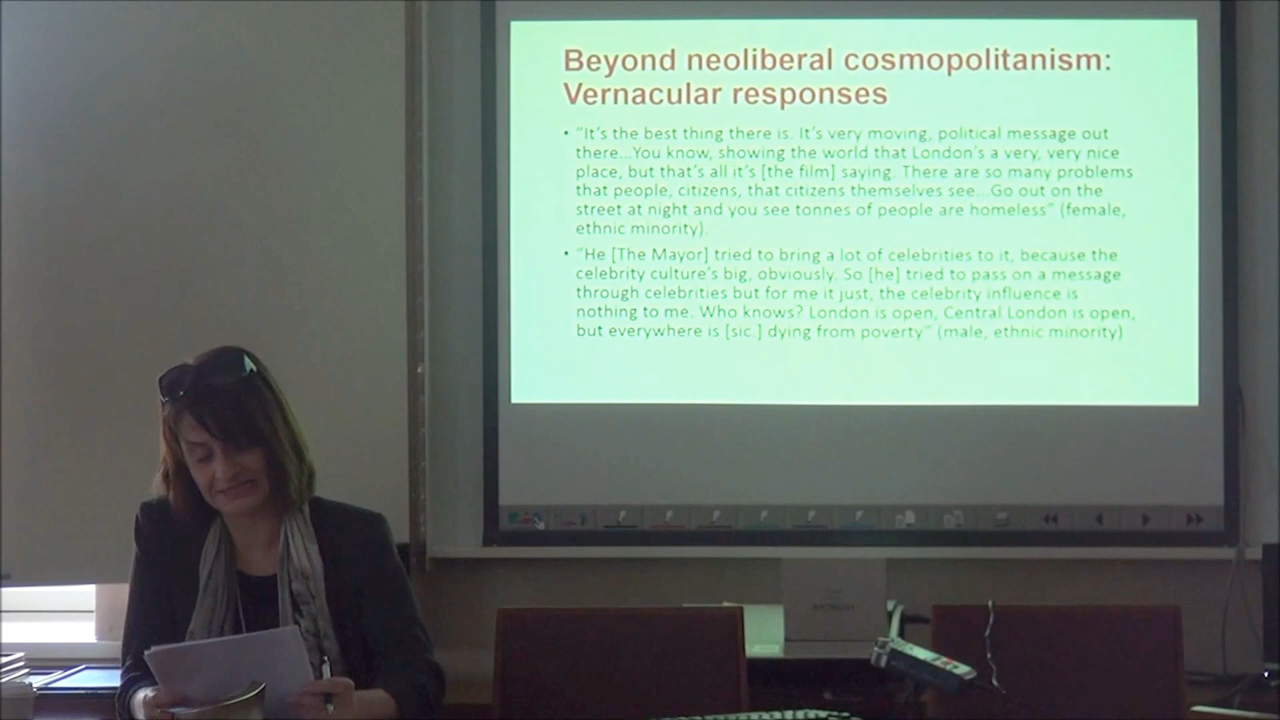 Beyond neoliberal cosmopolitanism:
Vernacular responses
• “It’s the best thing there is. It’s very moving, political message out
there...You know, showing the world that London’s a very, very nice
place, but that’s all it’s [the film] saying. There are so many problems
that people, citizens, that citizens themselves see...Go out on the
street at night and you see tonnes of people are homeless” (female,
ethnic minority).
• “He [The Mayor] tried to bring a lot of celebrities to it, because the
celebrity culture’s big, obviously. So [he] tried to pass on a message
through celebrities but for me it just, the celebrity influence is
nothing to me. Who knows? London is open, Central London is open,
but everywhere is [sic.] dying from poverty” (male, ethnic minority)